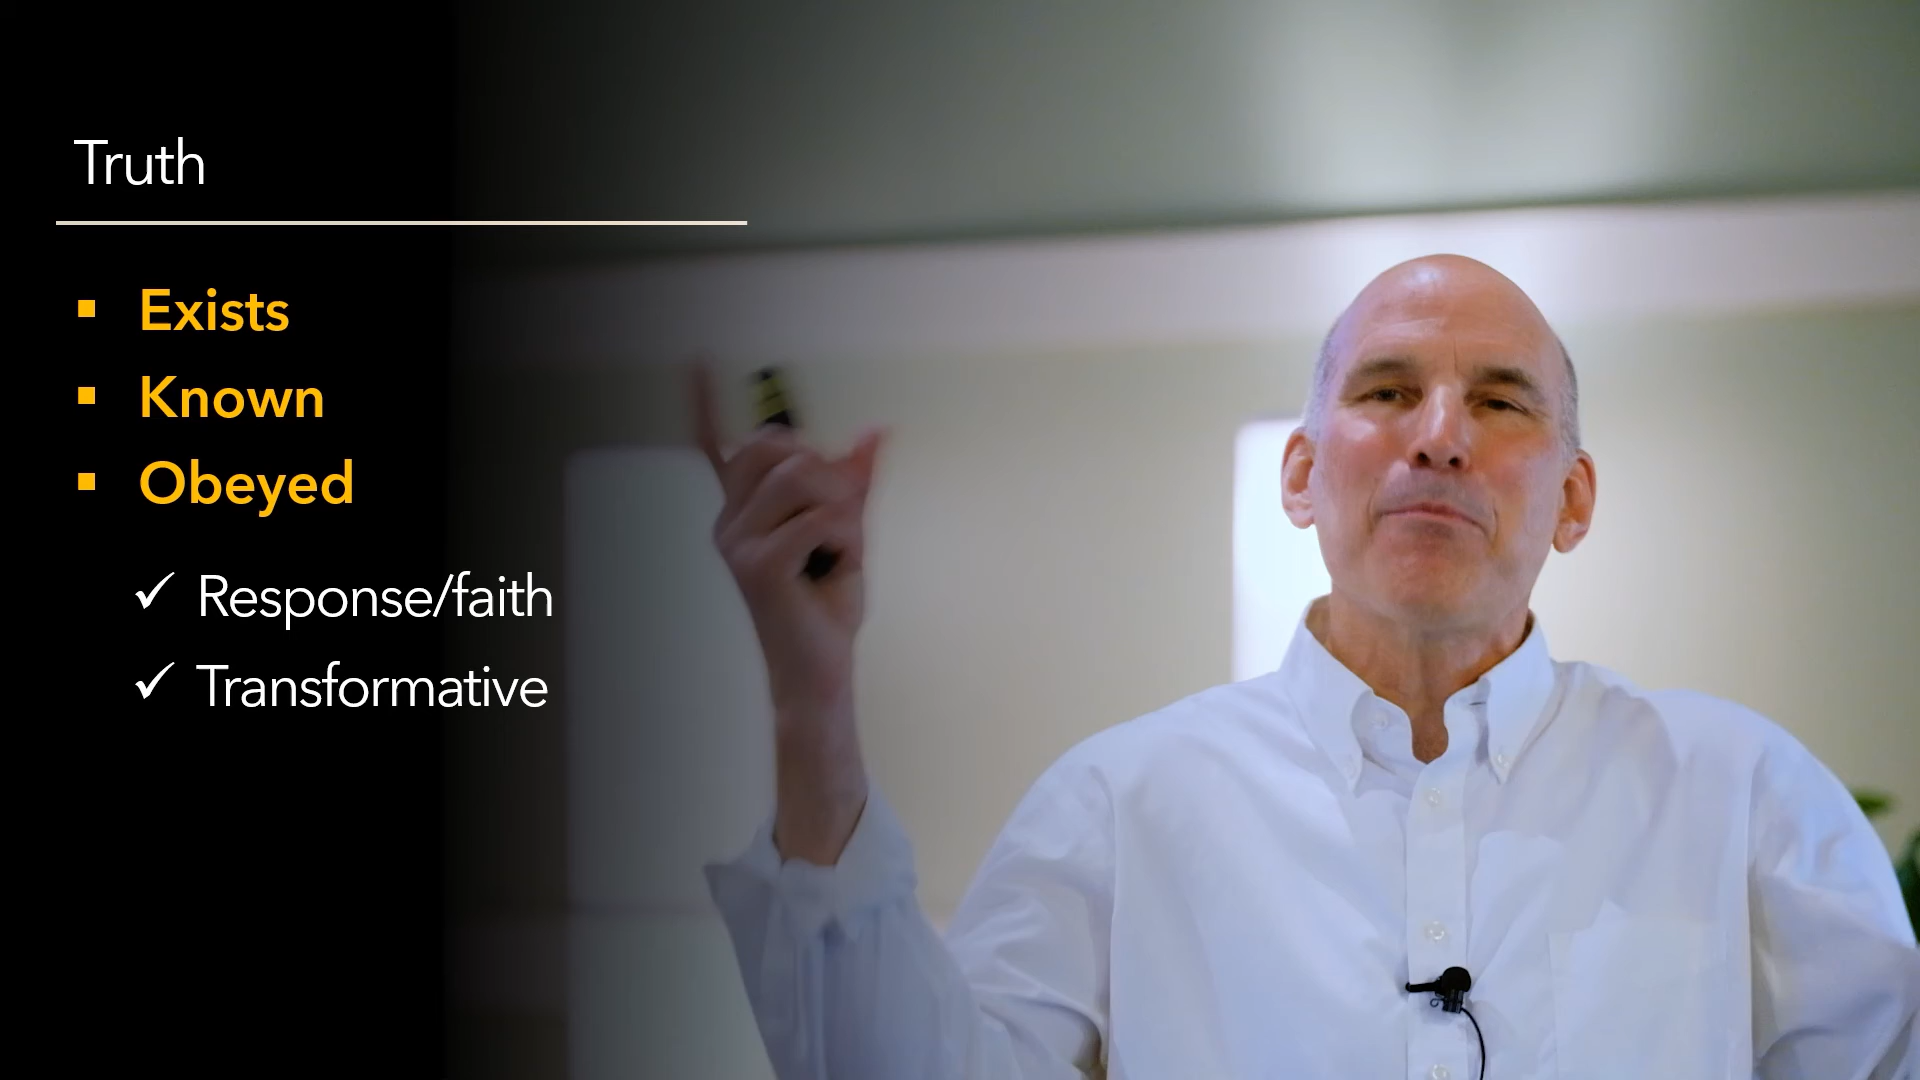 Truth
Exists
Known
Obeyed
Response/faith
Transformative